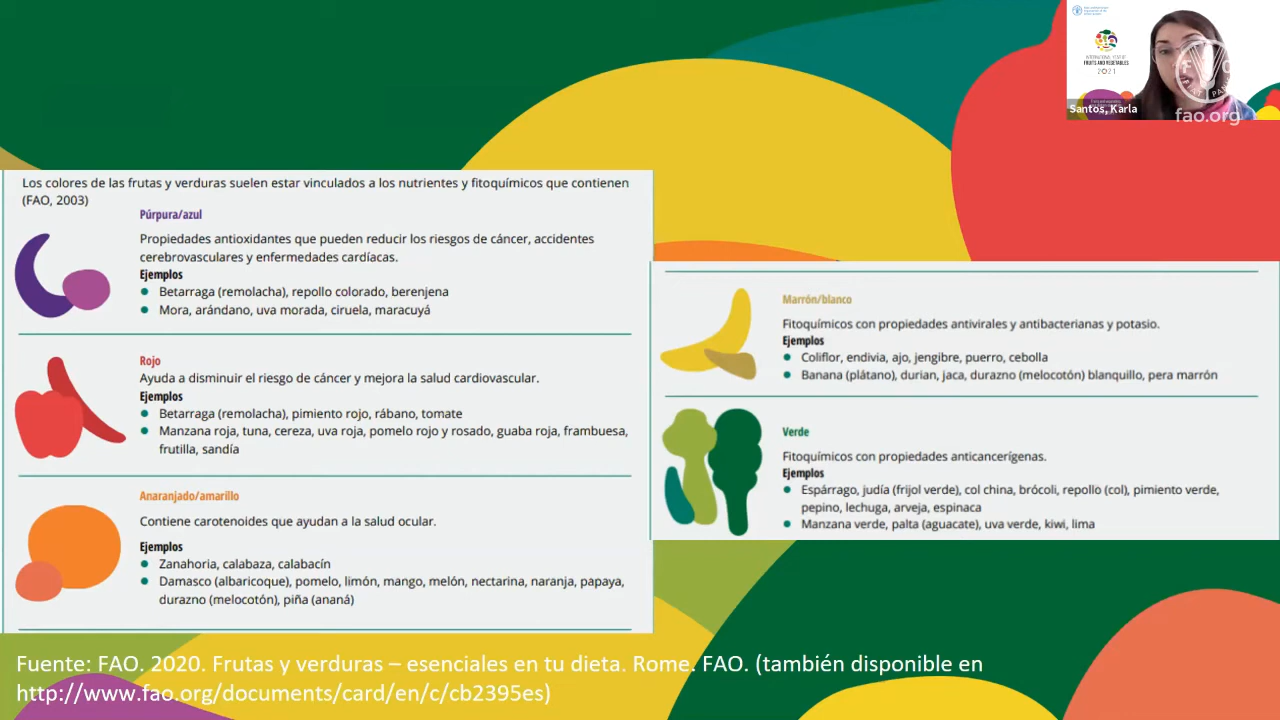 Los colores de las frutas y verduras suelen estar vinculados a los nutrientes y fitoquímicos que contienen
(FAO, 2003)
Púrpura/azul
Propiedades antioxidantes que pueden reducir los riesgos de cáncer, accidentes
cerebrovasculares y enfermedades cardíacas.
Ejemplos
Betarraga (remolacha), repollo colorado, berenjena
Mora, arándano, uva morada, ciruela, maracuyá
Rojo
Ayuda a disminuir el riesgo de cáncer y mejora la salud cardiovascular.
Ejemplos
Betarraga (remolacha), pimiento rojo, rábano, tomate
Manzana roja, tuna, cereza, uva roja, pomelo rojo y rosado, guaba roja, frambuesa,
frutilla, sandía
Anaranjado/amarillo
Contiene carotenoides que ayudan a la salud ocular.
Ejemplos
Zanahoria, calabaza, calabacín
Damasco (albaricoque), pomelo, limón, mango, melón, nectarina, naranja, papaya,
durazno (melocotón), piña (ananá)
Marrón/blanco
Fitoquímicos con propiedades antivirales y antibacterianas y potasio.
Ejemplos
Coliflor, endivia, ajo, jengibre, puerro, cebolla
Banana (plátano), durian, jaca, durazno (melocotón) blanquillo, pera marrón
Verde
Fitoquímicos con propiedades anticancerígenas.
Ejemplos
Espárrago, judía (frijol verde), col china, brócoli, repollo (col), pimiento verde,
pepino, lechuga, arveja, espinaca
Manzana verde, palta (aguacate), uva verde, kiwi, lima
Fuente: FAO. 2020. Frutas y verduras – esenciales en tu dieta. Rome. FAO. (también disponible en
http://www.fao.org/documents/card/en/c/cb2395es)
INTERNATIONAL YEAR OF
FRUITS AND VEGETABLES
2021
Santos, Karla
fao.org